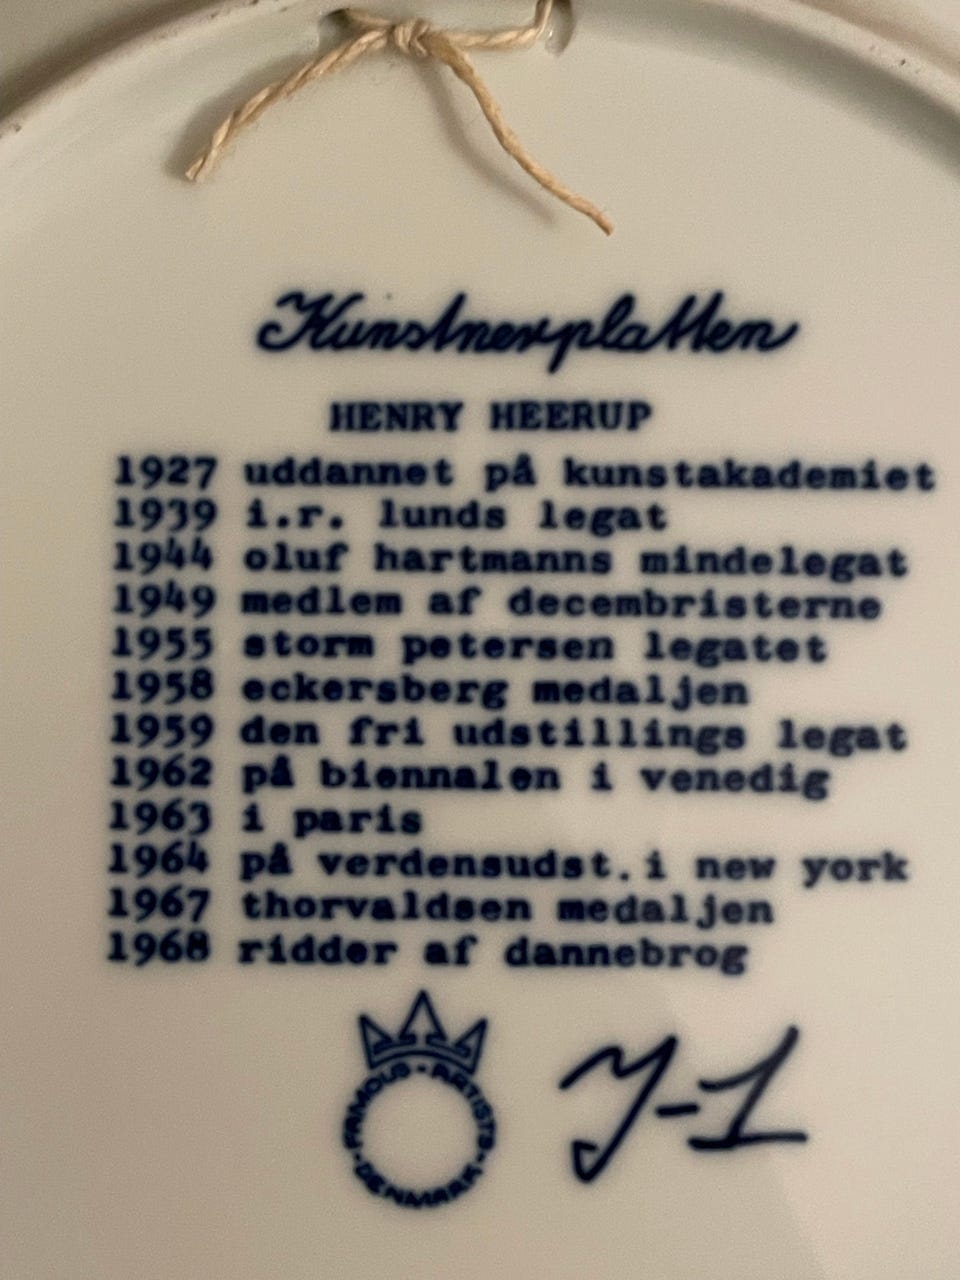 Kunstnerplatten
HENRY HEERUP
1927 uddannet på kunstakademiet
1939 i.r. lunds legat
1944 oluf hartmanns mindelegat
1949 medlem af decembristerne
1955 storm petersen legatet
1958 eckersberg medaljen
1959 den fri udstillings legat
1962 på biennalen i venedig
1963 i paris
1964 på verdensudst. i new york
1967 thorvaldsen medaljen
1968 ridder af dannebrog
FAMOUS - ARTISTS - DENMARK -
Y-1